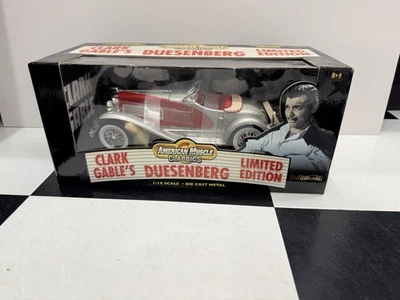 CLARK GABLE'S DUESENBERG LIMITED EDITION
8+
CLARK
AMERICAN MUSCLE
CLASSICS
CLARK GABLE'S DUESENBERG LIMITED EDITION
1:18 SCALE • DIE CAST METAL